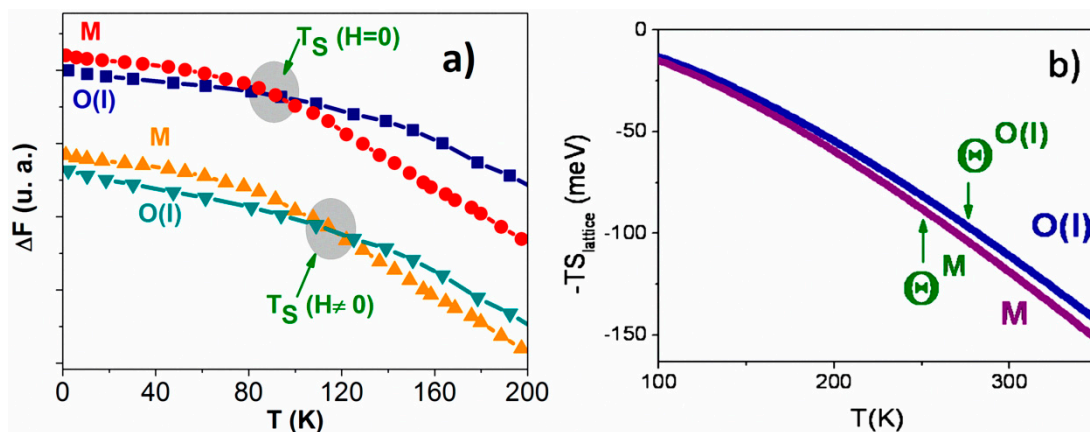 M
T_S (H=0)
a)
O(I)
M
O(I)
T_S (H≠ 0)
ΔF (u. a.)
0 40 80 120 160 200
T (K)
b)
0
-50
-100
-150
-TS_lattice (meV)
Θ^O(I)
O(I)
Θ^M
M
100 200 300
T(K)